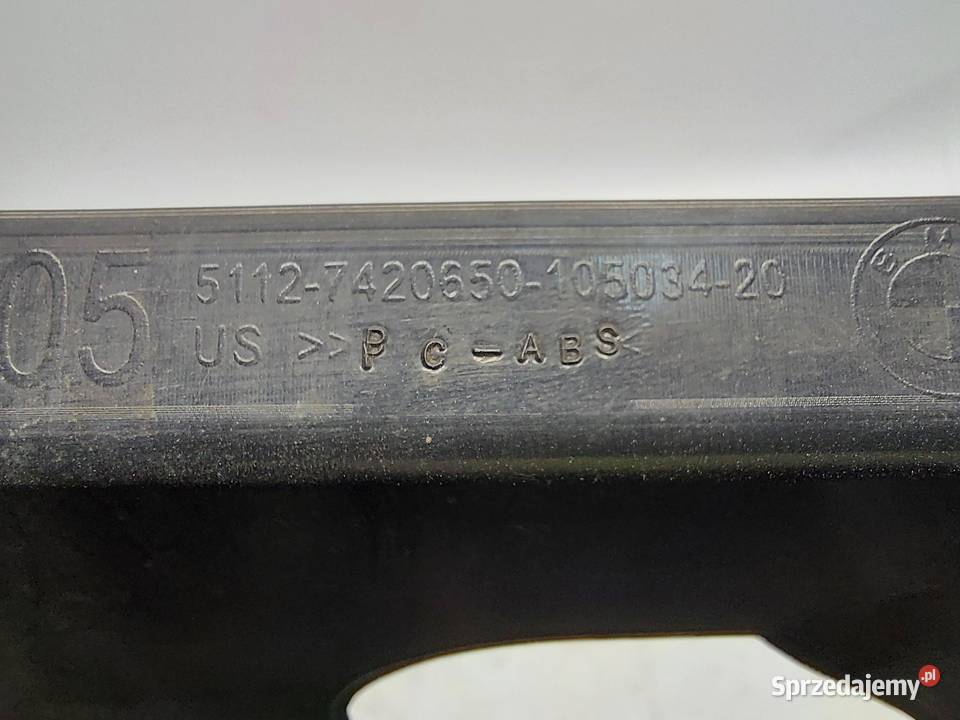 05
5112-7420650-105034-20
US >> PC-ABS <
Sprzedajemy.pl